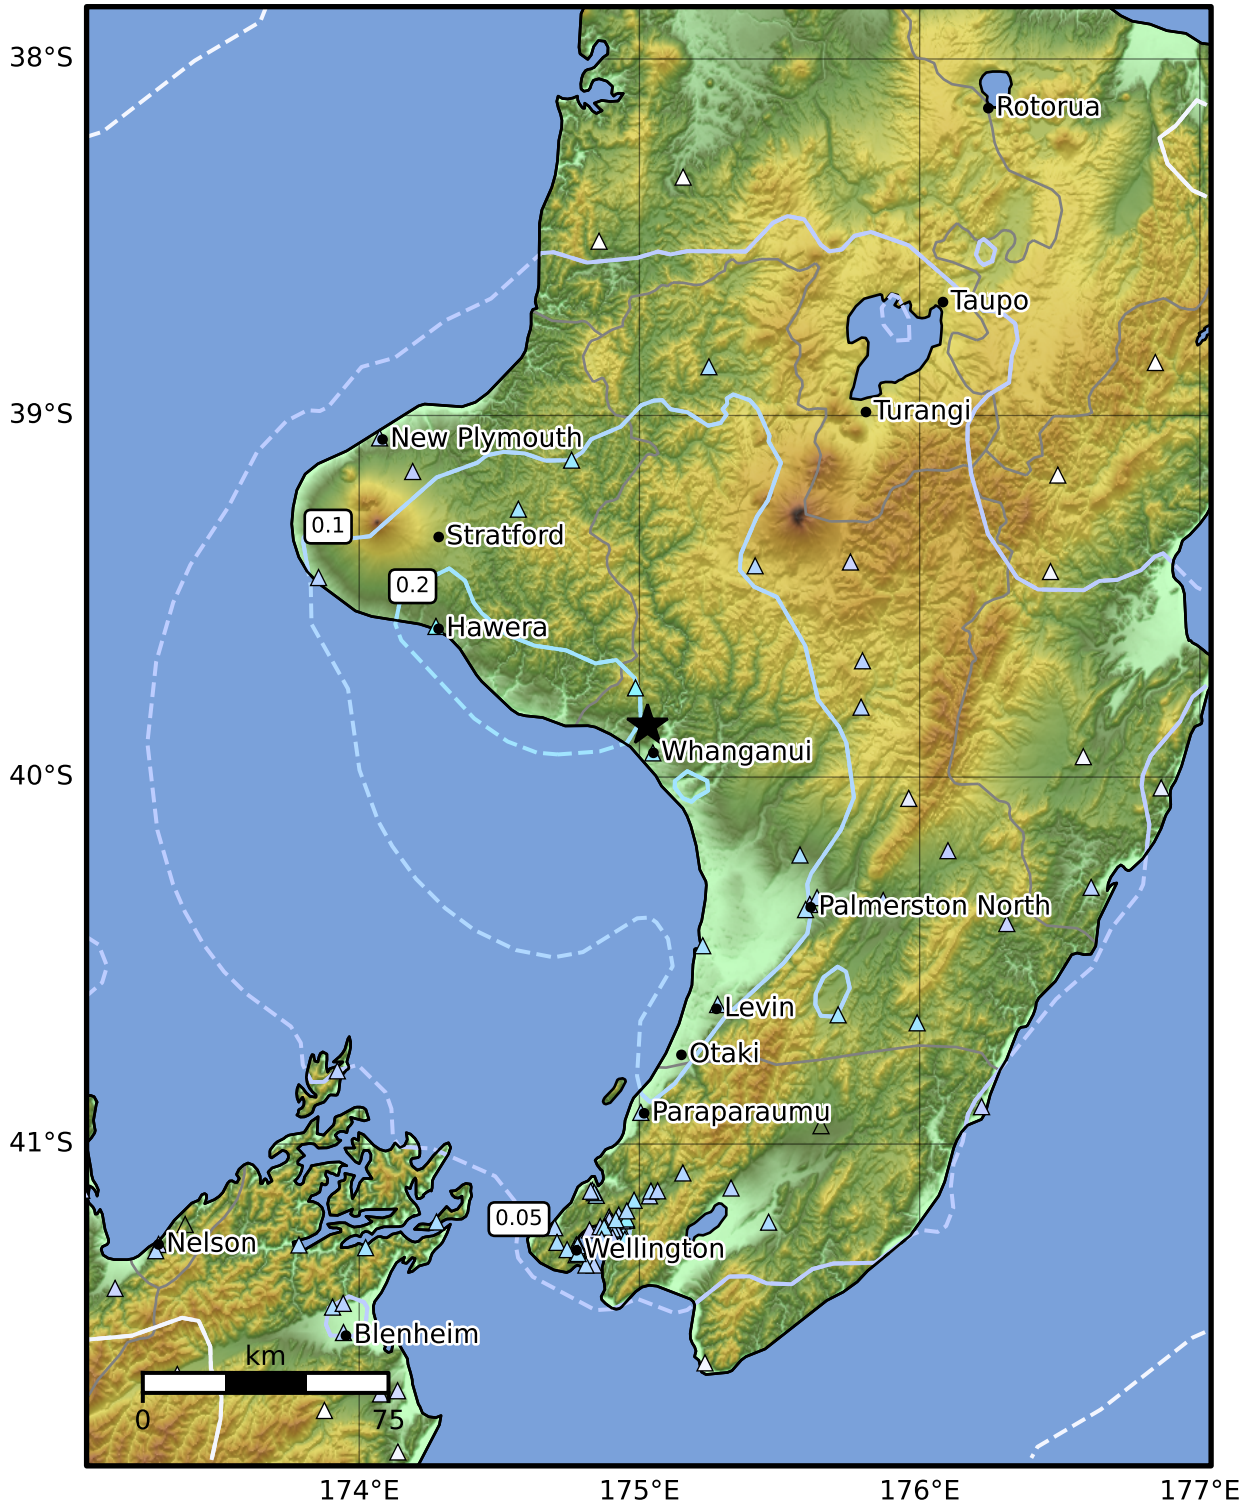 38°S
Rotorua
Taupo
39°S
Turangi
New Plymouth
0.1
Stratford
0.2
Hawera
Whanganui
40°S
Palmerston North
Levin
Otaki
Paraparaumu
41°S
0.05
Nelson
Wellington
Blenheim
km
0 75
174°E 175°E 176°E 177°E